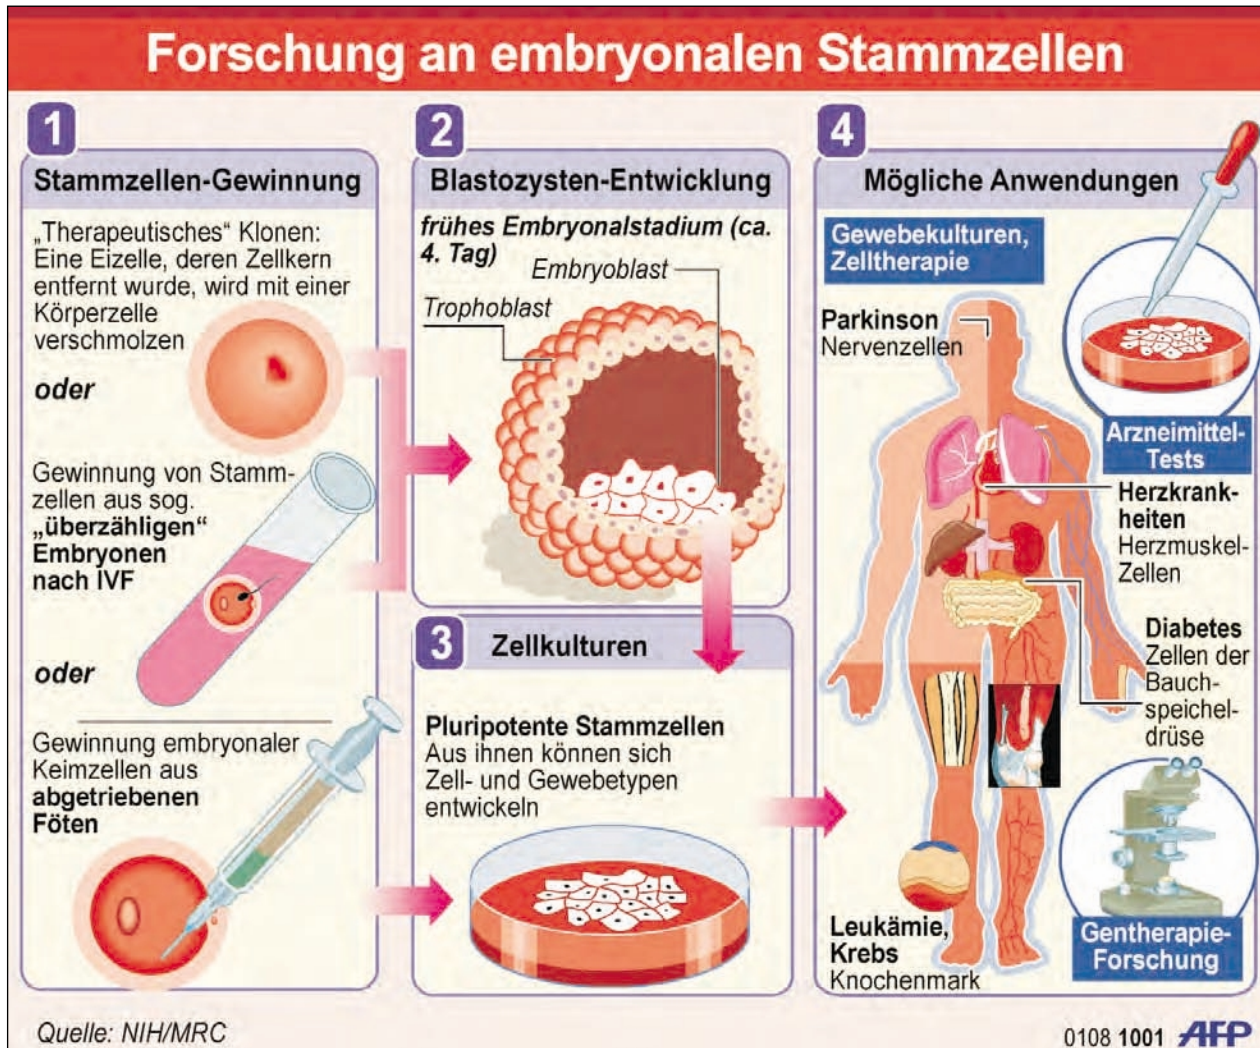 Forschung an embryonalen Stammzellen
1
Stammzellen-Gewinnung
„Therapeutisches“ Klonen:
Eine Eizelle, deren Zellkern
entfernt wurde, wird mit einer
Körperzelle
verschmolzen
oder
Gewinnung von Stamm-
zellen aus sog.
„überzähligen“
Embryonen
nach IVF
oder
Gewinnung embryonaler
Keimzellen aus
abgetriebenen
Föten
2
Blastozysten-Entwicklung
frühes Embryonalstadium (ca.
4. Tag)
Embryoblast
Trophoblast
3
Zellkulturen
Pluripotente Stammzellen
Aus ihnen können sich
Zell- und Gewebetypen
entwickeln
4
Mögliche Anwendungen
Gewebekulturen,
Zelltherapie
Parkinson
Nervenzellen
Arzneimittel-
Tests
Herzkrank-
heiten
Herzmuskel-
Zellen
Diabetes
Zellen der
Bauch-
speichel-
drüse
Leukämie,
Krebs
Knochenmark
Gentherapie-
Forschung
Quelle: NIH/MRC
0108 1001 AFP